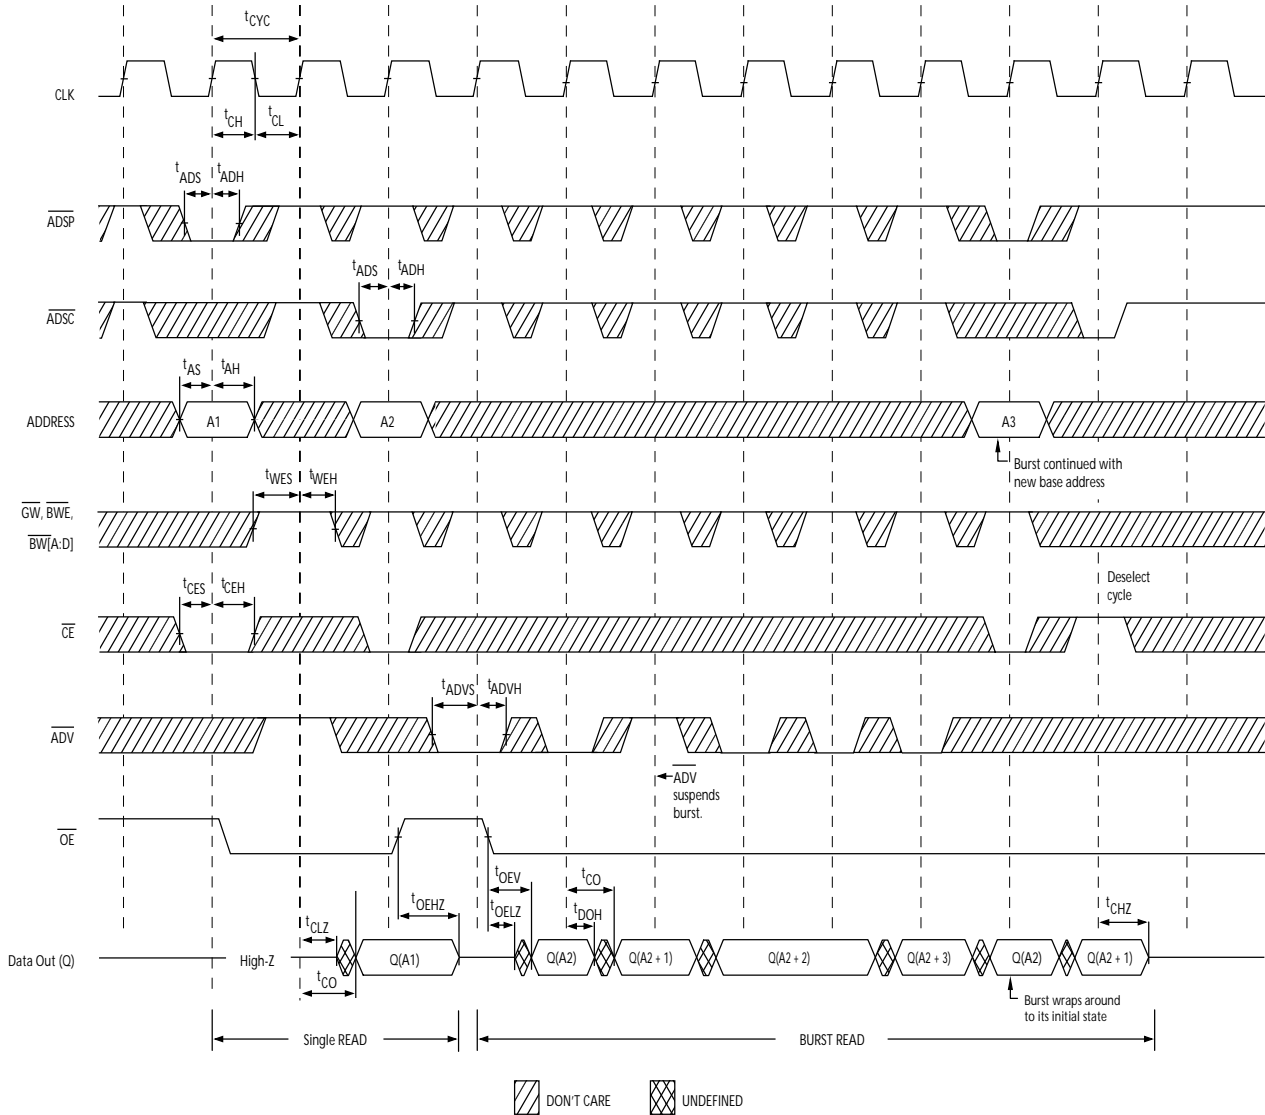 tCYC
CLK
tCH
tCL
tADS
tADH
ADSP
tADS
tADH
ADSC
tAS
tAH
ADDRESS
A1
A2
A3
Burst continued with
new base address
tWES
tWEH
GW, BWE,
BW[A:D]
Deselect
cycle
tCES
tCEH
CE
tADVS
tADVH
ADV
ADV
suspends
burst.
OE
tOEV
tCO
tOEHZ
tOELZ
tDOH
tCHZ
tCLZ
Data Out (Q)
High-Z
Q(A1)
Q(A2)
Q(A2 + 1)
Q(A2 + 2)
Q(A2 + 3)
Q(A2)
Q(A2 + 1)
tCO
Burst wraps around
to its initial state
Single READ
BURST READ
DON'T CARE
UNDEFINED